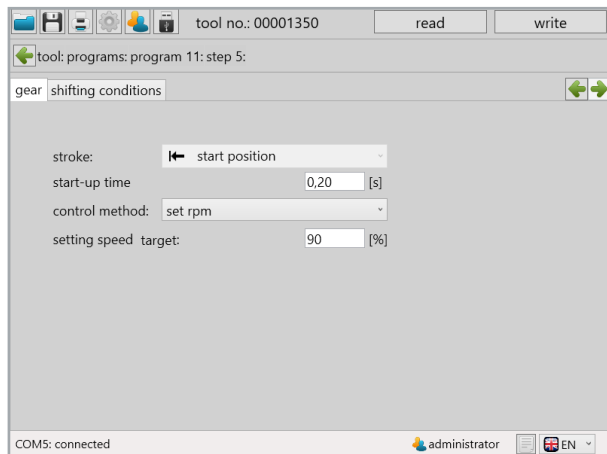 tool no.: 00001350 read write
tool: programs: program 11: step 5:
gear shifting conditions
stroke: start position
start-up time 0,20 [s]
control method: set rpm
setting speed target: 90 [%]
COM5: connected administrator EN